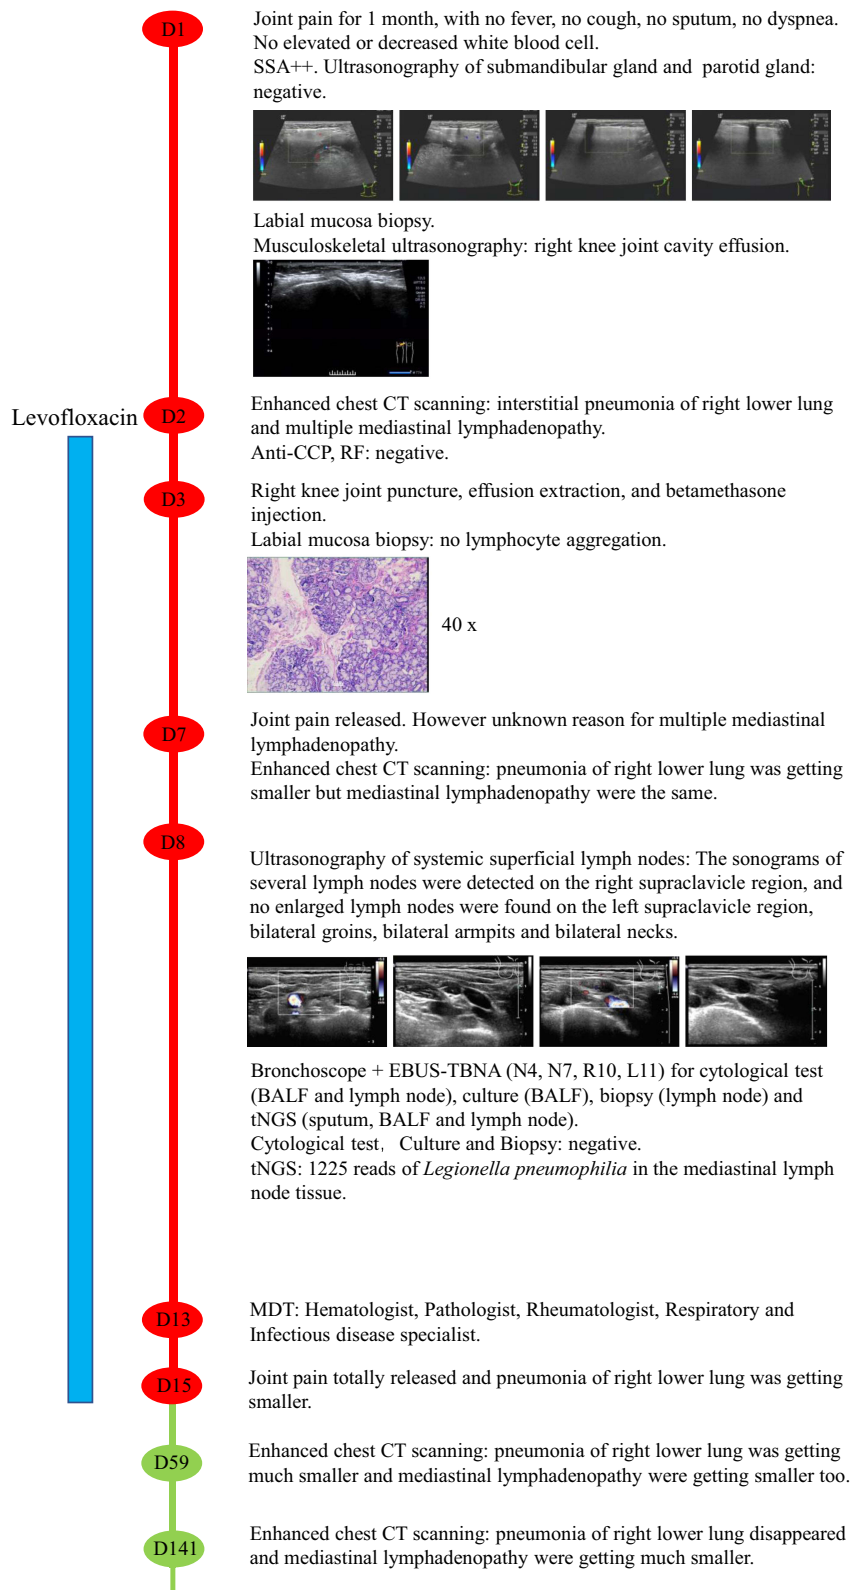 D1
Joint pain for 1 month, with no fever, no cough, no sputum, no dyspnea.
No elevated or decreased white blood cell.
SSA++. Ultrasonography of submandibular gland and parotid gland:
negative.
Labial mucosa biopsy.
Musculoskeletal ultrasonography: right knee joint cavity effusion.
Levofloxacin
D2
Enhanced chest CT scanning: interstitial pneumonia of right lower lung
and multiple mediastinal lymphadenopathy.
Anti-CCP, RF: negative.
D3
Right knee joint puncture, effusion extraction, and betamethasone
injection.
Labial mucosa biopsy: no lymphocyte aggregation.
40 x
D7
Joint pain released. However unknown reason for multiple mediastinal
lymphadenopathy.
Enhanced chest CT scanning: pneumonia of right lower lung was getting
smaller but mediastinal lymphadenopathy were the same.
D8
Ultrasonography of systemic superficial lymph nodes: The sonograms of
several lymph nodes were detected on the right supraclavicle region, and
no enlarged lymph nodes were found on the left supraclavicle region,
bilateral groins, bilateral armpits and bilateral necks.
Bronchoscope + EBUS-TBNA (N4, N7, R10, L11) for cytological test
(BALF and lymph node), culture (BALF), biopsy (lymph node) and
tNGS (sputum, BALF and lymph node).
Cytological test, Culture and Biopsy: negative.
tNGS: 1225 reads of Legionella pneumophilia in the mediastinal lymph
node tissue.
D13
MDT: Hematologist, Pathologist, Rheumatologist, Respiratory and
Infectious disease specialist.
D15
Joint pain totally released and pneumonia of right lower lung was getting
smaller.
D59
Enhanced chest CT scanning: pneumonia of right lower lung was getting
much smaller and mediastinal lymphadenopathy were getting smaller too.
D141
Enhanced chest CT scanning: pneumonia of right lower lung disappeared
and mediastinal lymphadenopathy were getting much smaller.